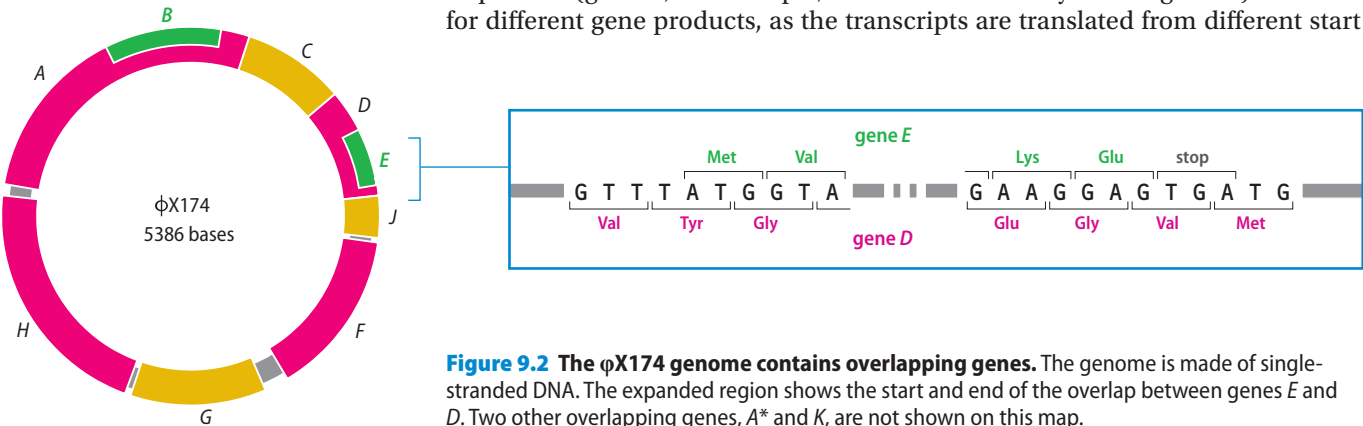 for different gene products, as the transcripts are translated from different start
B
A
C
D
E
J
F
G
H
φX174
5386 bases
gene E
Met Val Lys Glu stop
G T T T A T G G T A G A A G G A G T G A T G
Val Tyr Gly Glu Gly Val Met
gene D
Figure 9.2 The φX174 genome contains overlapping genes. The genome is made of single-
stranded DNA. The expanded region shows the start and end of the overlap between genes E and
D. Two other overlapping genes, A* and K, are not shown on this map.